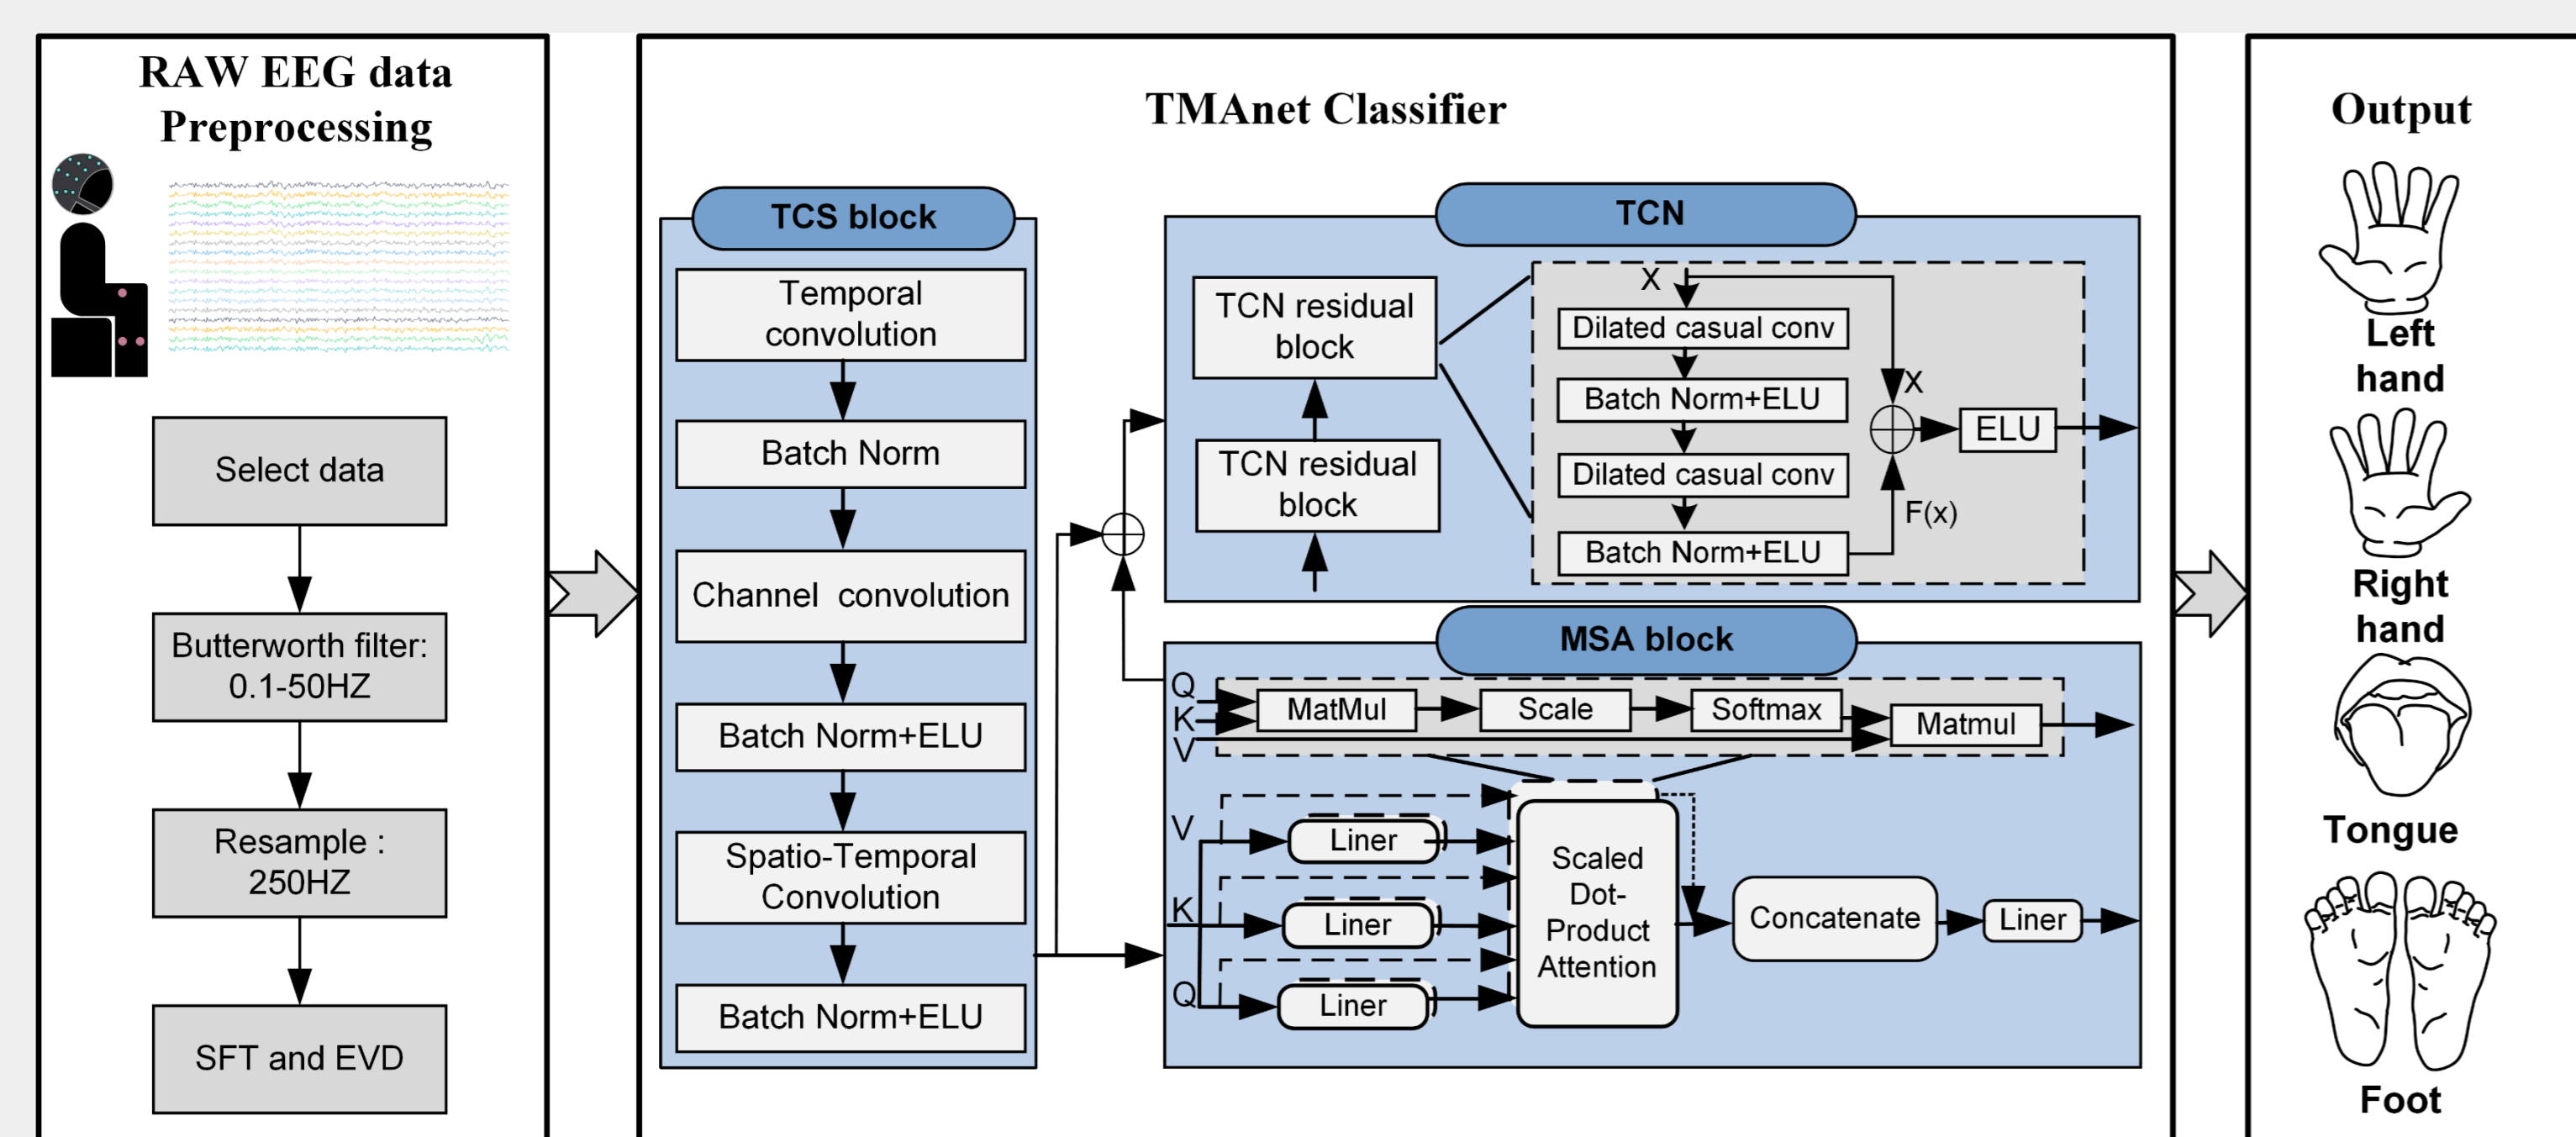 RAW EEG data
Preprocessing
Select data
Butterworth filter:
0.1-50HZ
Resample :
250HZ
SFT and EVD
TMAnet Classifier
TCS block
Temporal
convolution
Batch Norm
Channel convolution
Batch Norm+ELU
Spatio-Temporal
Convolution
Batch Norm+ELU
TCN
TCN residual
block
TCN residual
block
X
Dilated casual conv
Batch Norm+ELU
Dilated casual conv
Batch Norm+ELU
X
F(x)
ELU
MSA block
Q
K
V
MatMul
Scale
Softmax
Matmul
V
K
Q
Liner
Liner
Liner
Scaled
Dot-
Product
Attention
Concatenate
Liner
Output
Left
hand
Right
hand
Tongue
Foot